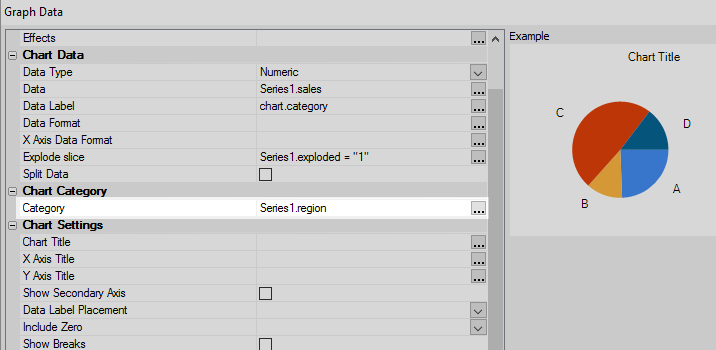 Graph Data
Effects ...
Chart Data
Data Type Numeric
Data Series1.sales ...
Data Label chart.category ...
Data Format ...
X Axis Data Format ...
Explode slice Series1.exploded = "1" ...
Split Data
Chart Category
Category Series1.region ...
Chart Settings
Chart Title ...
X Axis Title ...
Y Axis Title ...
Show Secondary Axis
Data Label Placement
Include Zero
Show Breaks
Example
Chart Title
C
D
A
B